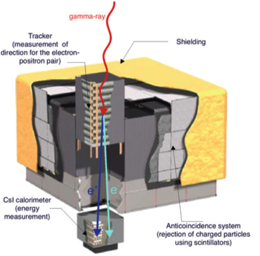 gamma-ray
Tracker
(measurement of
direction for the electron-
positron pair)
Shielding
e
e
CsI calorimeter
(energy
measurement)
Anticoincidence system
(rejection of charged particles
using scintillators)